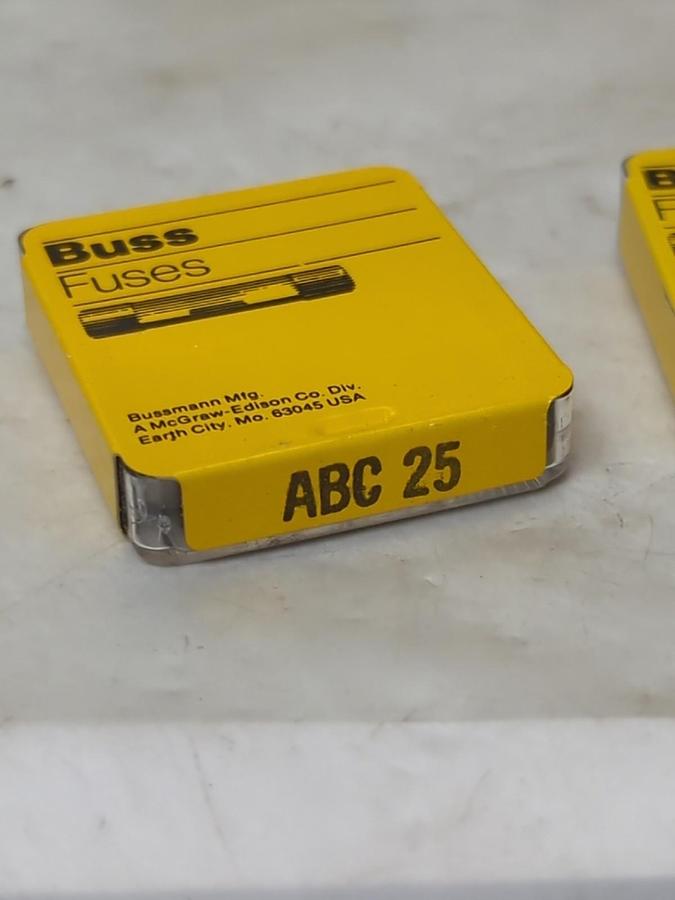 Buss
Fuses
Bussmann Mfg.
A McGraw-Edison Co. Div.
Earth City, Mo. 63045 USA
ABC 25